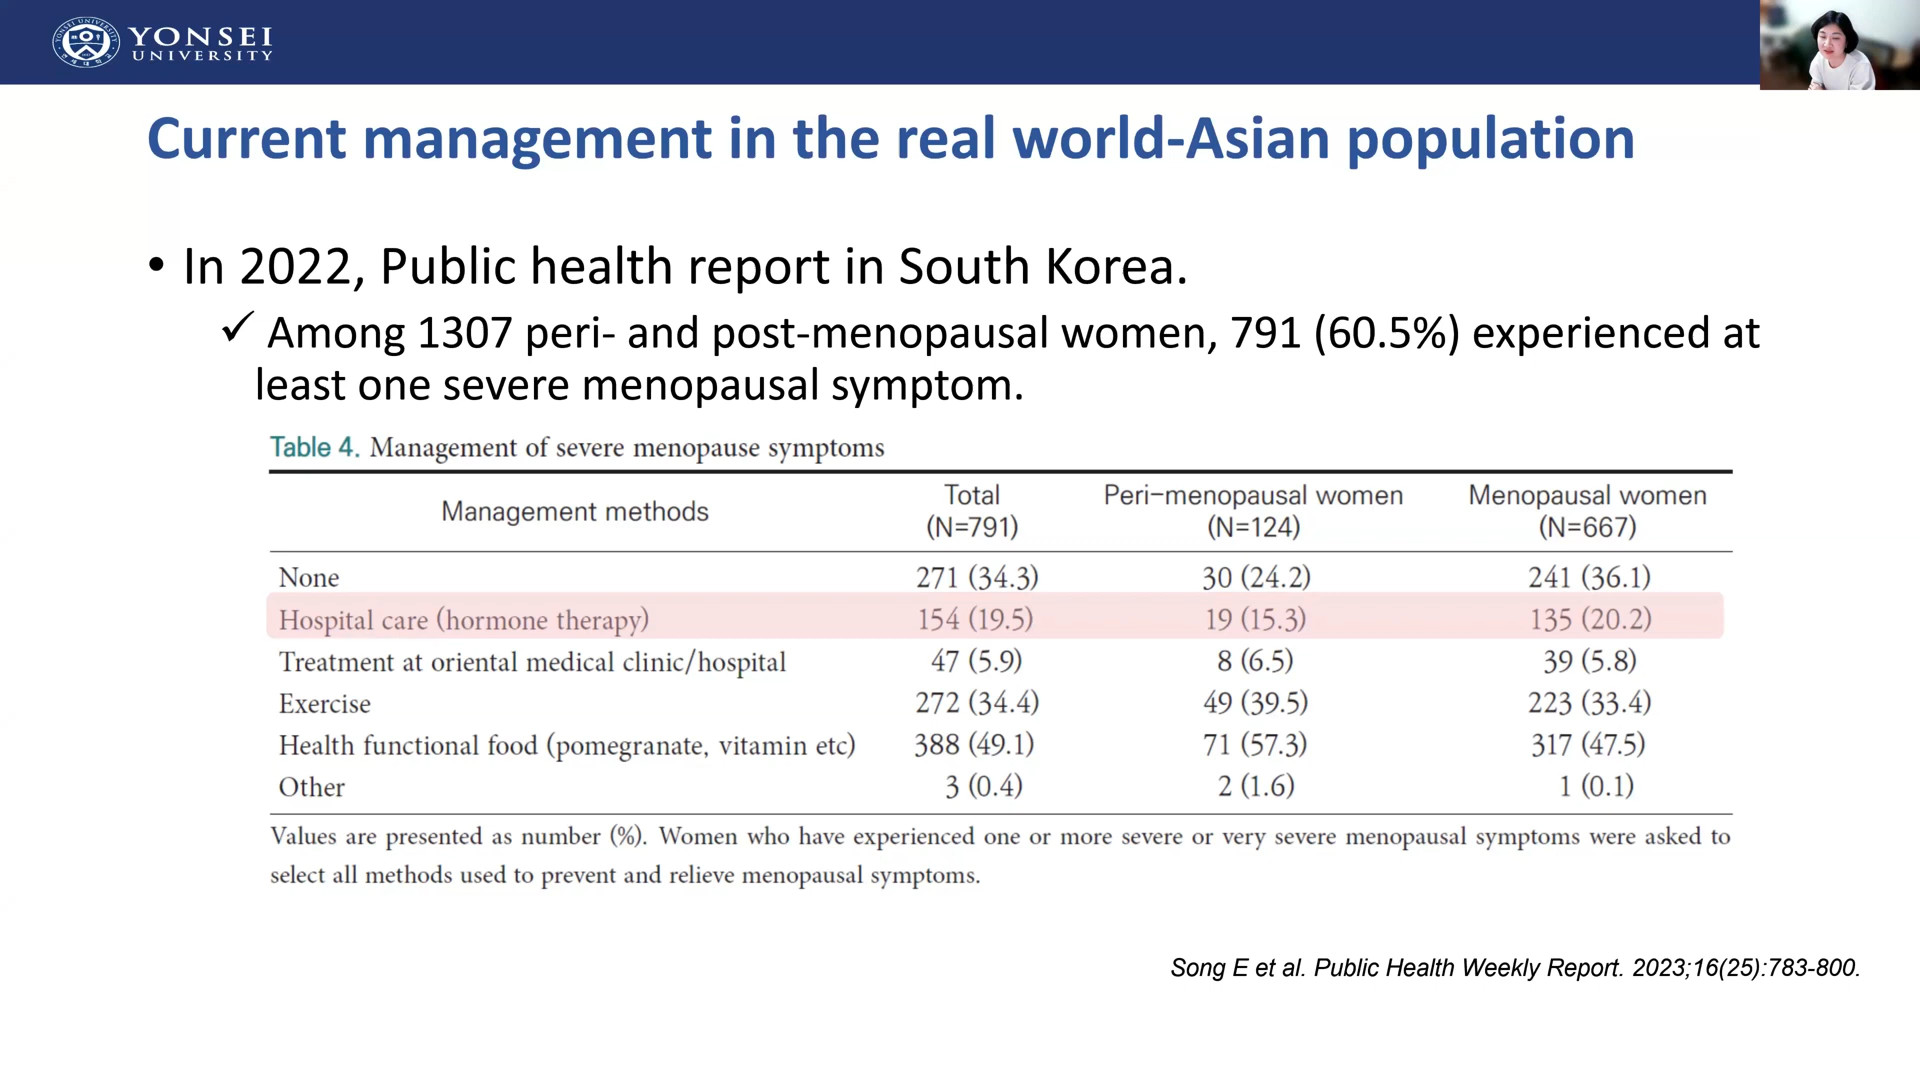 YONSEI
UNIVERSITY
Current management in the real world-Asian population
• In 2022, Public health report in South Korea.
✓ Among 1307 peri- and post-menopausal women, 791 (60.5%) experienced at
least one severe menopausal symptom.
Table 4. Management of severe menopause symptoms
Management methods Total (N=791) Peri-menopausal women (N=124) Menopausal women (N=667)
None 271 (34.3) 30 (24.2) 241 (36.1)
Hospital care (hormone therapy) 154 (19.5) 19 (15.3) 135 (20.2)
Treatment at oriental medical clinic/hospital 47 (5.9) 8 (6.5) 39 (5.8)
Exercise 272 (34.4) 49 (39.5) 223 (33.4)
Health functional food (pomegranate, vitamin etc) 388 (49.1) 71 (57.3) 317 (47.5)
Other 3 (0.4) 2 (1.6) 1 (0.1)
Values are presented as number (%). Women who have experienced one or more severe or very severe menopausal symptoms were asked to
select all methods used to prevent and relieve menopausal symptoms.
Song E et al. Public Health Weekly Report. 2023;16(25):783-800.